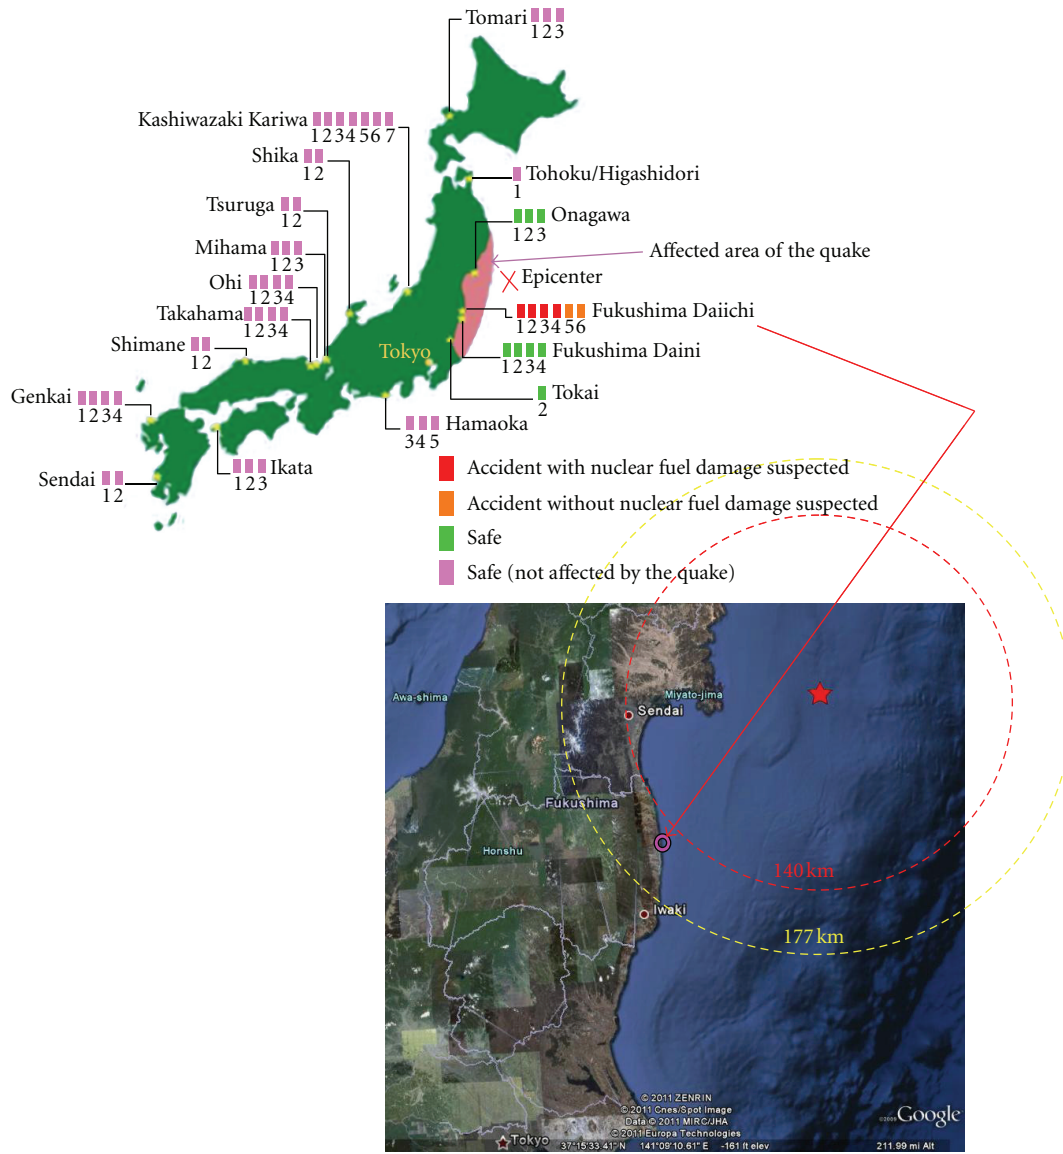 Tomari
1 2 3
Kashiwazaki Kariwa
1 2 3 4 5 6 7
Shika
1 2
Tohoku/Higashidori
1
Tsuruga
1 2
Onagawa
1 2 3
Mihama
1 2 3
Affected area of the quake
Ohi
1 2 3 4
Epicenter
Takahama
1 2 3 4
Fukushima Daiichi
1 2 3 4 5 6
Shimane
1 2
Tokyo
Fukushima Daini
1 2 3 4
Genkai
1 2 3 4
Tokai
2
Hamaoka
3 4 5
Sendai
1 2
Ikata
1 2 3
Accident with nuclear fuel damage suspected
Accident without nuclear fuel damage suspected
Safe
Safe (not affected by the quake)
Awa-shima
Miyato-jima
Sendai
Fukushima
Honshu
140 km
Iwaki
177 km
© 2011 ZENRIN
© 2011 Cnes/Spot Image
Data © 2011 MIRC/JHA
© 2011 Europa Technologies
©2009 Google
Tokyo
37°15'33.41" N 141°09'10.61" E -161 ft elev
211.99 mi Alt